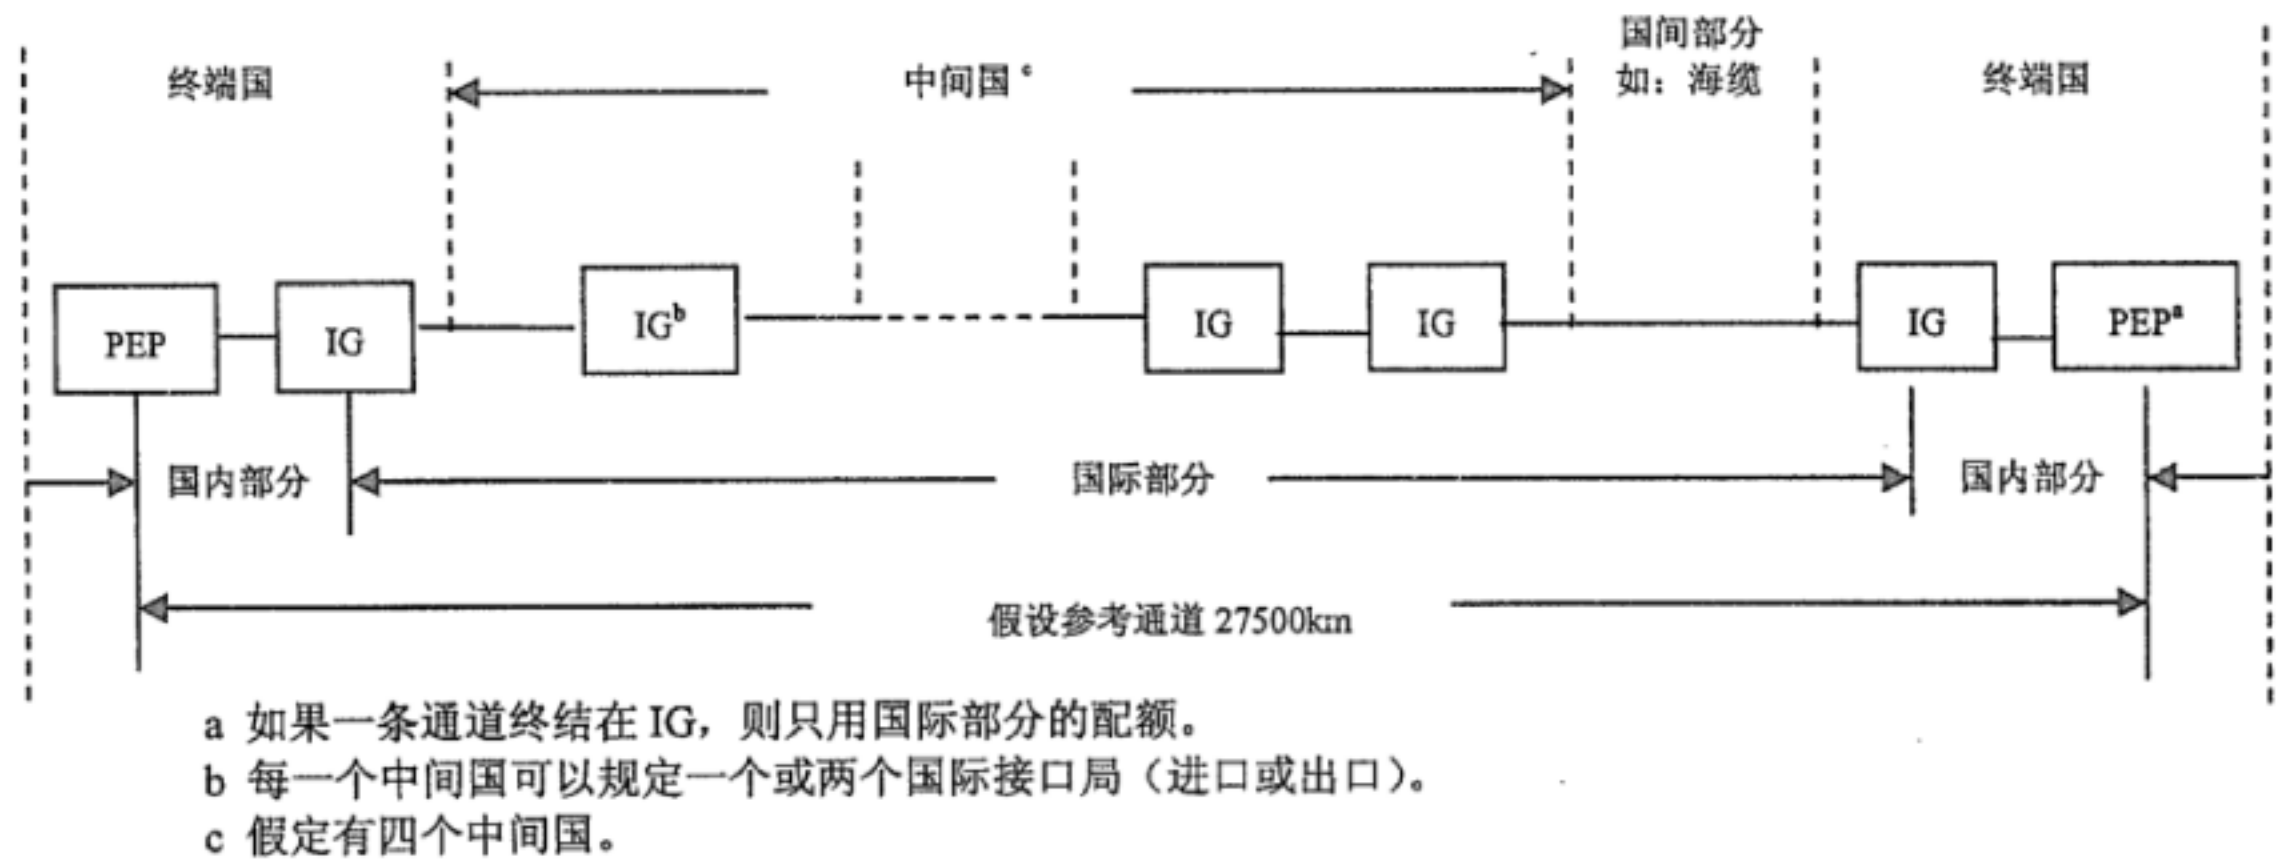 国间部分
终端国
中间国 c
如：海缆
终端国
PEP
IG
IGb
IG
IG
IG
PEPa
国内部分
国际部分
国内部分
假设参考通道 27500km
a 如果一条通道终结在 IG，则只用国际部分的配额。
b 每一个中间国可以规定一个或两个国际接口局（进口或出口）。
c 假定有四个中间国。